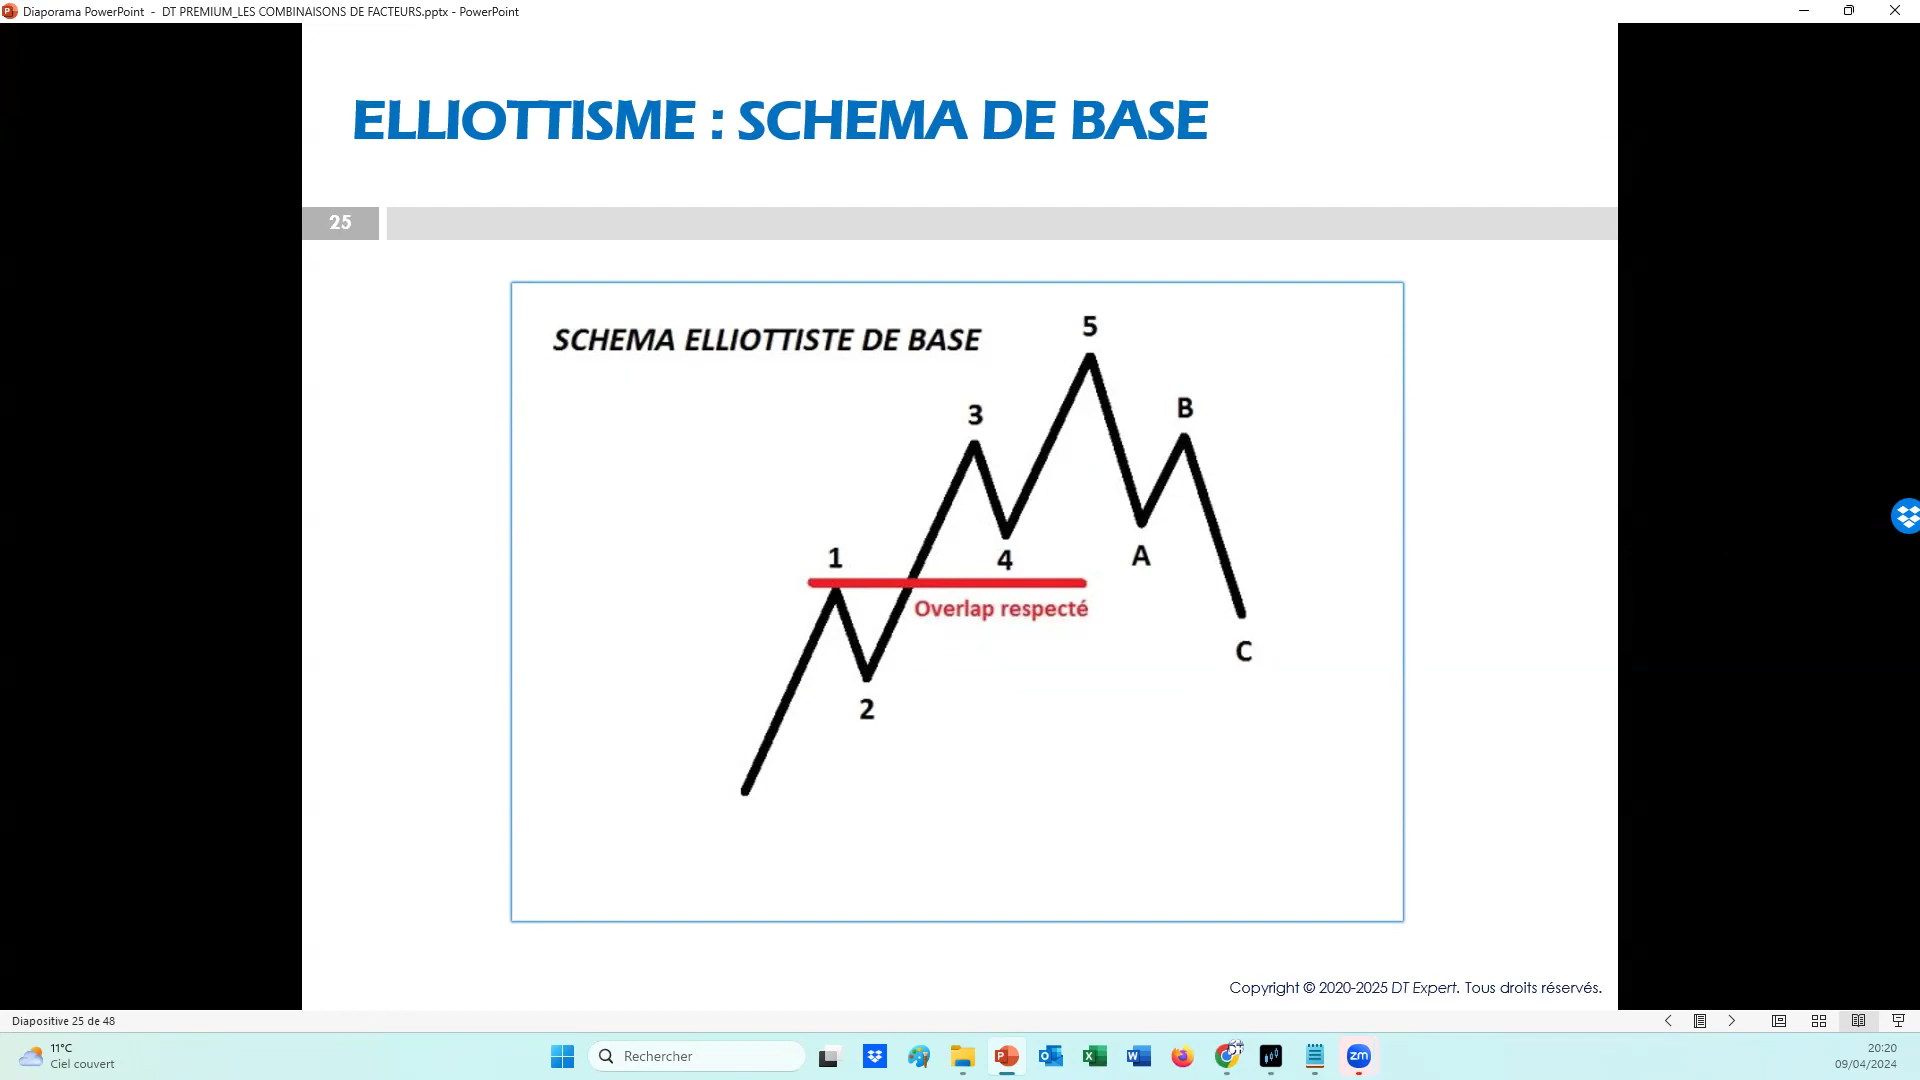 Diaporama PowerPoint - DT PREMIUM_LES COMBINAISONS DE FACTEURS.pptx - PowerPoint
ELLIOTTISME : SCHEMA DE BASE
25
SCHEMA ELLIOTTISTE DE BASE
5
3
B
1
4
A
Overlap respecté
C
2
Copyright © 2020-2025 DT Expert. Tous droits réservés.
Diapositive 25 de 48
11°C
Ciel couvert
Rechercher
zm
20:20
09/04/2024